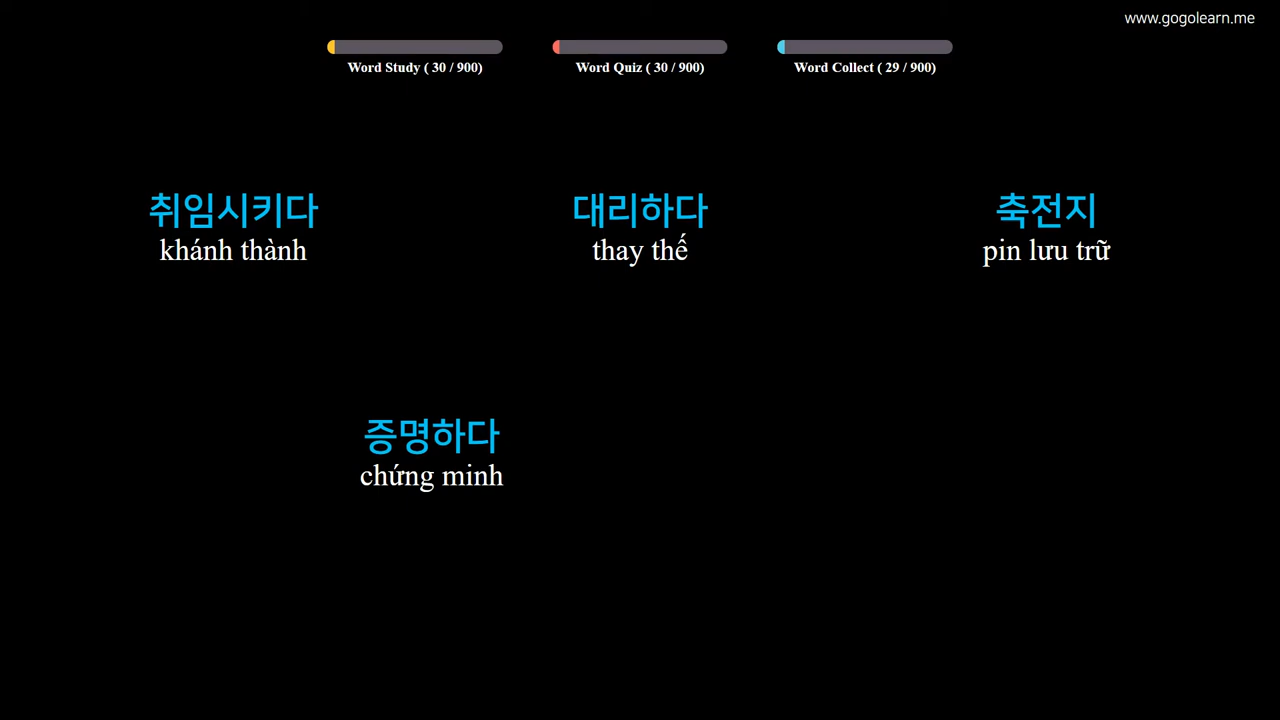 www.gogolearn.me
Word Study ( 30 / 900)
Word Quiz ( 30 / 900)
Word Collect ( 29 / 900)
취임시키다
khánh thành
대리하다
thay thế
축전지
pin lưu trữ
증명하다
chứng minh